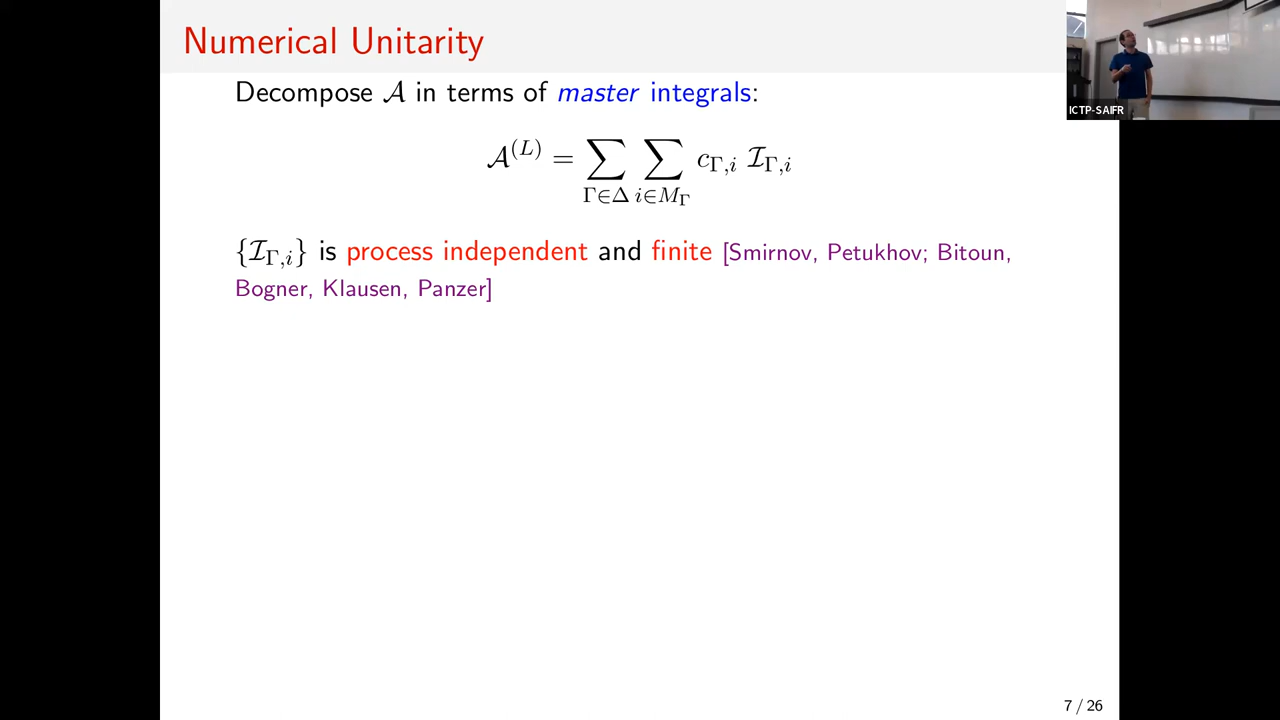 Numerical Unitarity
Decompose 𝒜 in terms of master integrals:
𝒜^(L) = ∑_{Γ∈Δ} ∑_{i∈M_Γ} c_{Γ,i} ℐ_{Γ,i}
{ℐ_{Γ,i}} is process independent and finite [Smirnov, Petukhov; Bitoun,
Bogner, Klausen, Panzer]
ICTP-SAIFR
7 / 26